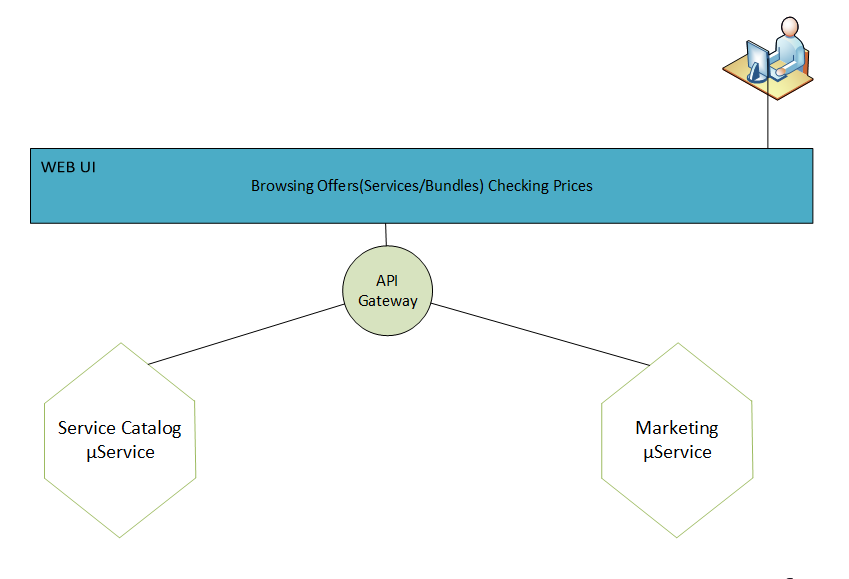 WEB UI
Browsing Offers(Services/Bundles) Checking Prices
API
Gateway
Service Catalog
µService
Marketing
µService